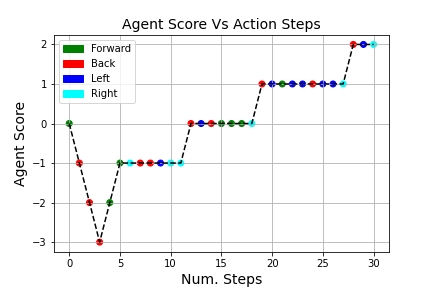 Agent Score Vs Action Steps
Forward
Back
Left
Right
2
1
0
−1
−2
−3
Agent Score
0 5 10 15 20 25 30
Num. Steps